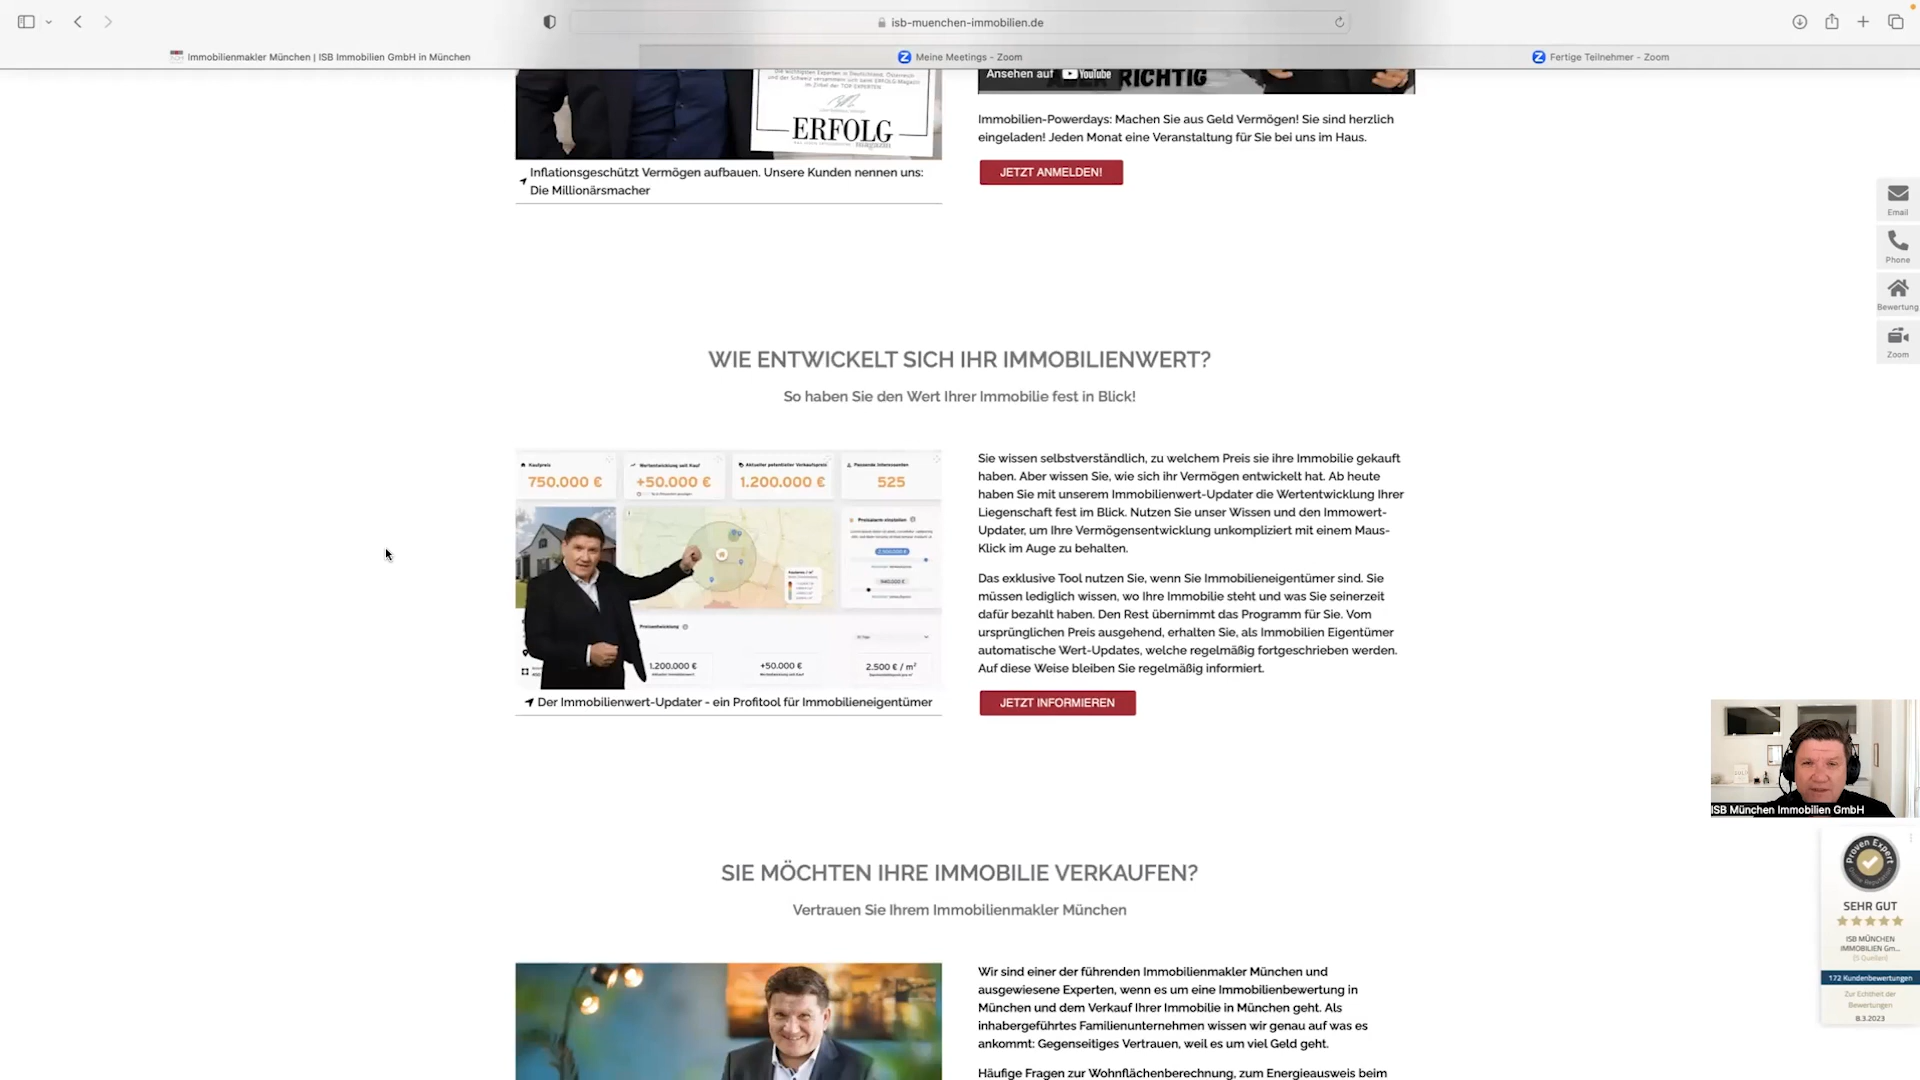 isb-muenchen-immobilien.de
Immobilienmakler München | ISB Immobilien GmbH in München
Meine Meetings - Zoom
Fertige Teilnehmer - Zoom
ERFOLG
magazin
Inflationsgeschützt Vermögen aufbauen. Unsere Kunden nennen uns:
Die Millionärsmacher
Ansehen auf YouTube
RICHTIG
Immobilien-Powerdays: Machen Sie aus Geld Vermögen! Sie sind herzlich
eingeladen! Jeden Monat eine Veranstaltung für Sie bei uns im Haus.
JETZT ANMELDEN!
Email
Phone
Bewertung
Zoom
WIE ENTWICKELT SICH IHR IMMOBILIENWERT?
So haben Sie den Wert Ihrer Immobilie fest in Blick!
Kaufpreis
750.000 €
Wertentwicklung seit Kauf
+50.000 €
Aktueller potentieller Verkaufspreis
1.200.000 €
Passende Interessenten
525
Preisalarm einstellen
Preisentwicklung
1.200.000 €
+50.000 €
2.500 € / m²
Der Immobilienwert-Updater - ein Profitool für Immobilieneigentümer
Sie wissen selbstverständlich, zu welchem Preis sie ihre Immobilie gekauft
haben. Aber wissen Sie, wie sich ihr Vermögen entwickelt hat. Ab heute
haben Sie mit unserem Immobilienwert-Updater die Wertentwicklung Ihrer
Liegenschaft fest im Blick. Nutzen Sie unser Wissen und den Immowert-
Updater, um Ihre Vermögensentwicklung unkompliziert mit einem Maus-
Klick im Auge zu behalten.
Das exklusive Tool nutzen Sie, wenn Sie Immobilieneigentümer sind. Sie
müssen lediglich wissen, wo Ihre Immobilie steht und was Sie seinerzeit
dafür bezahlt haben. Den Rest übernimmt das Programm für Sie. Vom
ursprünglichen Preis ausgehend, erhalten Sie, als Immobilien Eigentümer
automatische Wert-Updates, welche regelmäßig fortgeschrieben werden.
Auf diese Weise bleiben Sie regelmäßig informiert.
JETZT INFORMIEREN
ISB München Immobilien GmbH
SIE MÖCHTEN IHRE IMMOBILIE VERKAUFEN?
Vertrauen Sie Ihrem Immobilienmakler München
Wir sind einer der führenden Immobilienmakler München und
ausgewiesene Experten, wenn es um eine Immobilienbewertung in
München und dem Verkauf Ihrer Immobilie in München geht. Als
inhabergeführtes Familienunternehmen wissen wir genau auf was es
ankommt: Gegenseitiges Vertrauen, weil es um viel Geld geht.
Häufige Fragen zur Wohnflächenberechnung, zum Energieausweis beim
Proven Expert
SEHR GUT
ISB MÜNCHEN
IMMOBILIEN Gm...
(5 Quellen)
172 Kundenbewertungen
Zur Echtheit der
Bewertungen
8.3.2023